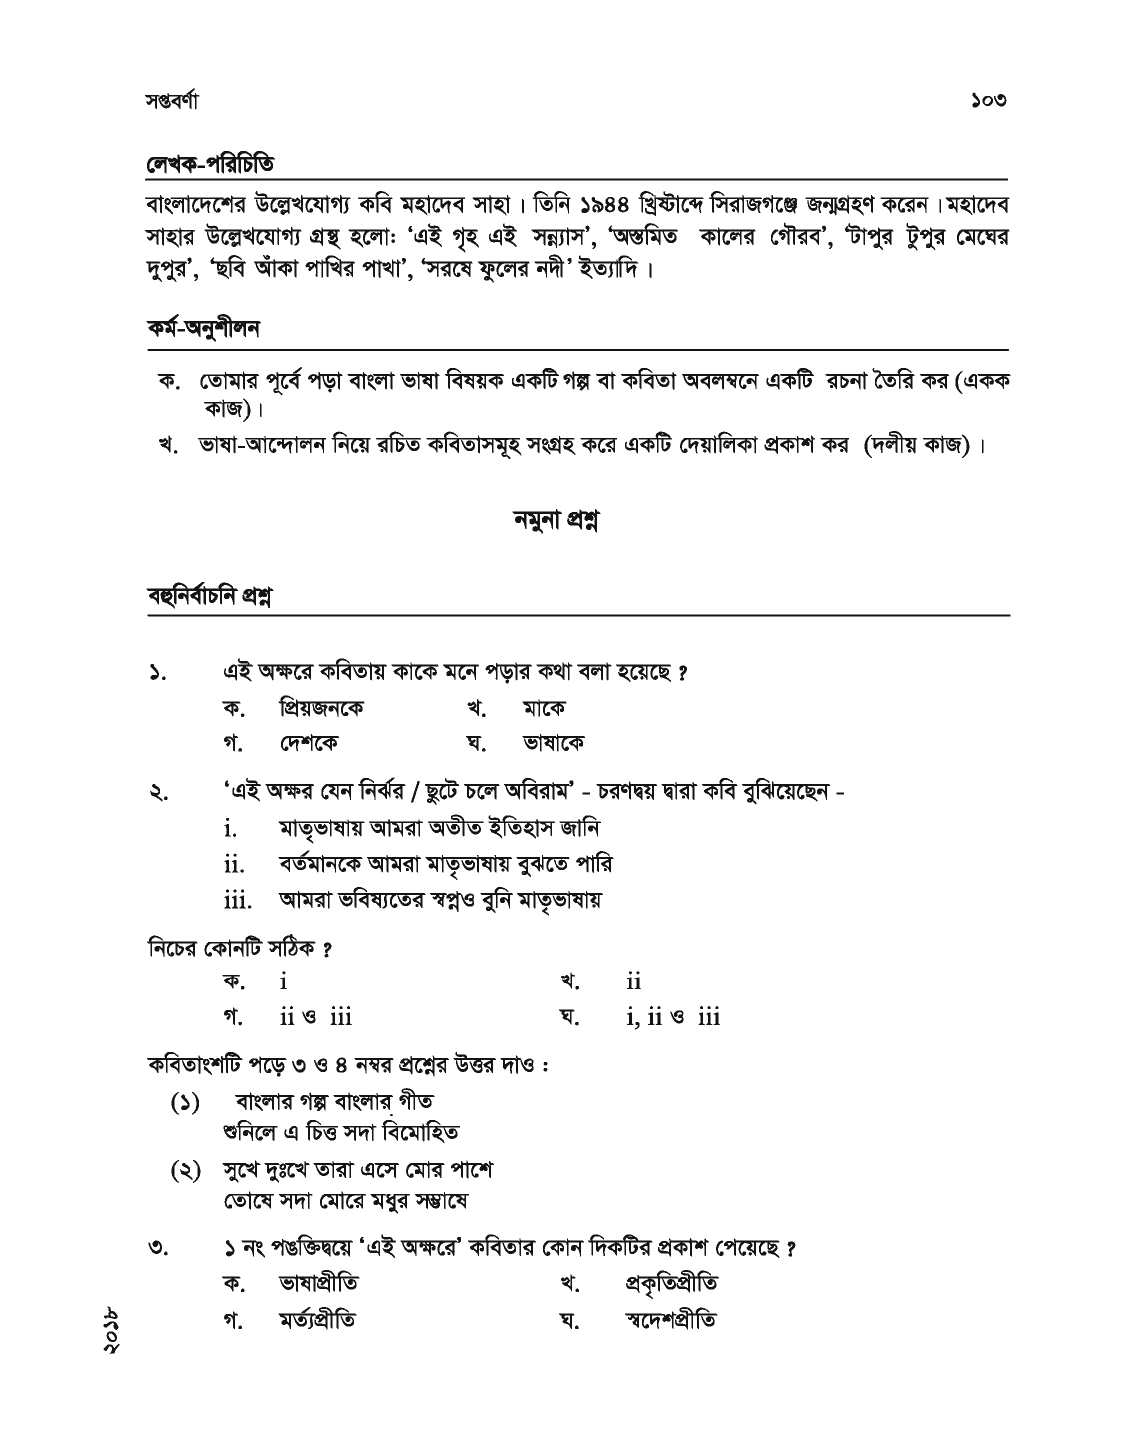 সপ্তবর্ণা ১০৩
লেখক-পরিচিতি
বাংলাদেশের উল্লেখযোগ্য কবি মহাদেব সাহা । তিনি ১৯৪৪ খ্রিষ্টাব্দে সিরাজগঞ্জে জন্মগ্রহণ করেন । মহাদেব
সাহার উল্লেখযোগ্য গ্রন্থ হলো: ‘এই গৃহ এই সন্ন্যাস’, ‘অস্তমিত কালের গৌরব’, ‘টাপুর টুপুর মেঘের
দুপুর’, ‘ছবি আঁকা পাখির পাখা’, ‘সরষে ফুলের নদী’ ইত্যাদি ।
কর্ম-অনুশীলন
ক. তোমার পূর্বে পড়া বাংলা ভাষা বিষয়ক একটি গল্প বা কবিতা অবলম্বনে একটি রচনা তৈরি কর (একক
কাজ) ।
খ. ভাষা-আন্দোলন নিয়ে রচিত কবিতাসমূহ সংগ্রহ করে একটি দেয়ালিকা প্রকাশ কর (দলীয় কাজ) ।
নমুনা প্রশ্ন
বহুনির্বাচনি প্রশ্ন
১. এই অক্ষরে কবিতায় কাকে মনে পড়ার কথা বলা হয়েছে ?
ক. প্রিয়জনকে খ. মাকে
গ. দেশকে ঘ. ভাষাকে
২. ‘এই অক্ষর যেন নির্ঝর / ছুটে চলে অবিরাম’ - চরণদ্বয় দ্বারা কবি বুঝিয়েছেন -
i. মাতৃভাষায় আমরা অতীত ইতিহাস জানি
ii. বর্তমানকে আমরা মাতৃভাষায় বুঝতে পারি
iii. আমরা ভবিষ্যতের স্বপ্নও বুনি মাতৃভাষায়
নিচের কোনটি সঠিক ?
ক. i খ. ii
গ. ii ও iii ঘ. i, ii ও iii
কবিতাংশটি পড়ে ৩ ও ৪ নম্বর প্রশ্নের উত্তর দাও :
(১) বাংলার গল্প বাংলার গীত
শুনিলে এ চিত্ত সদা বিমোহিত
(২) সুখে দুঃখে তারা এসে মোর পাশে
তোষে সদা মোরে মধুর সম্ভাষে
৩. ১ নং পঙক্তিদ্বয়ে ‘এই অক্ষরে’ কবিতার কোন দিকটির প্রকাশ পেয়েছে ?
ক. ভাষাপ্রীতি খ. প্রকৃতিপ্রীতি
গ. মর্ত্যপ্রীতি ঘ. স্বদেশপ্রীতি
২০১৮